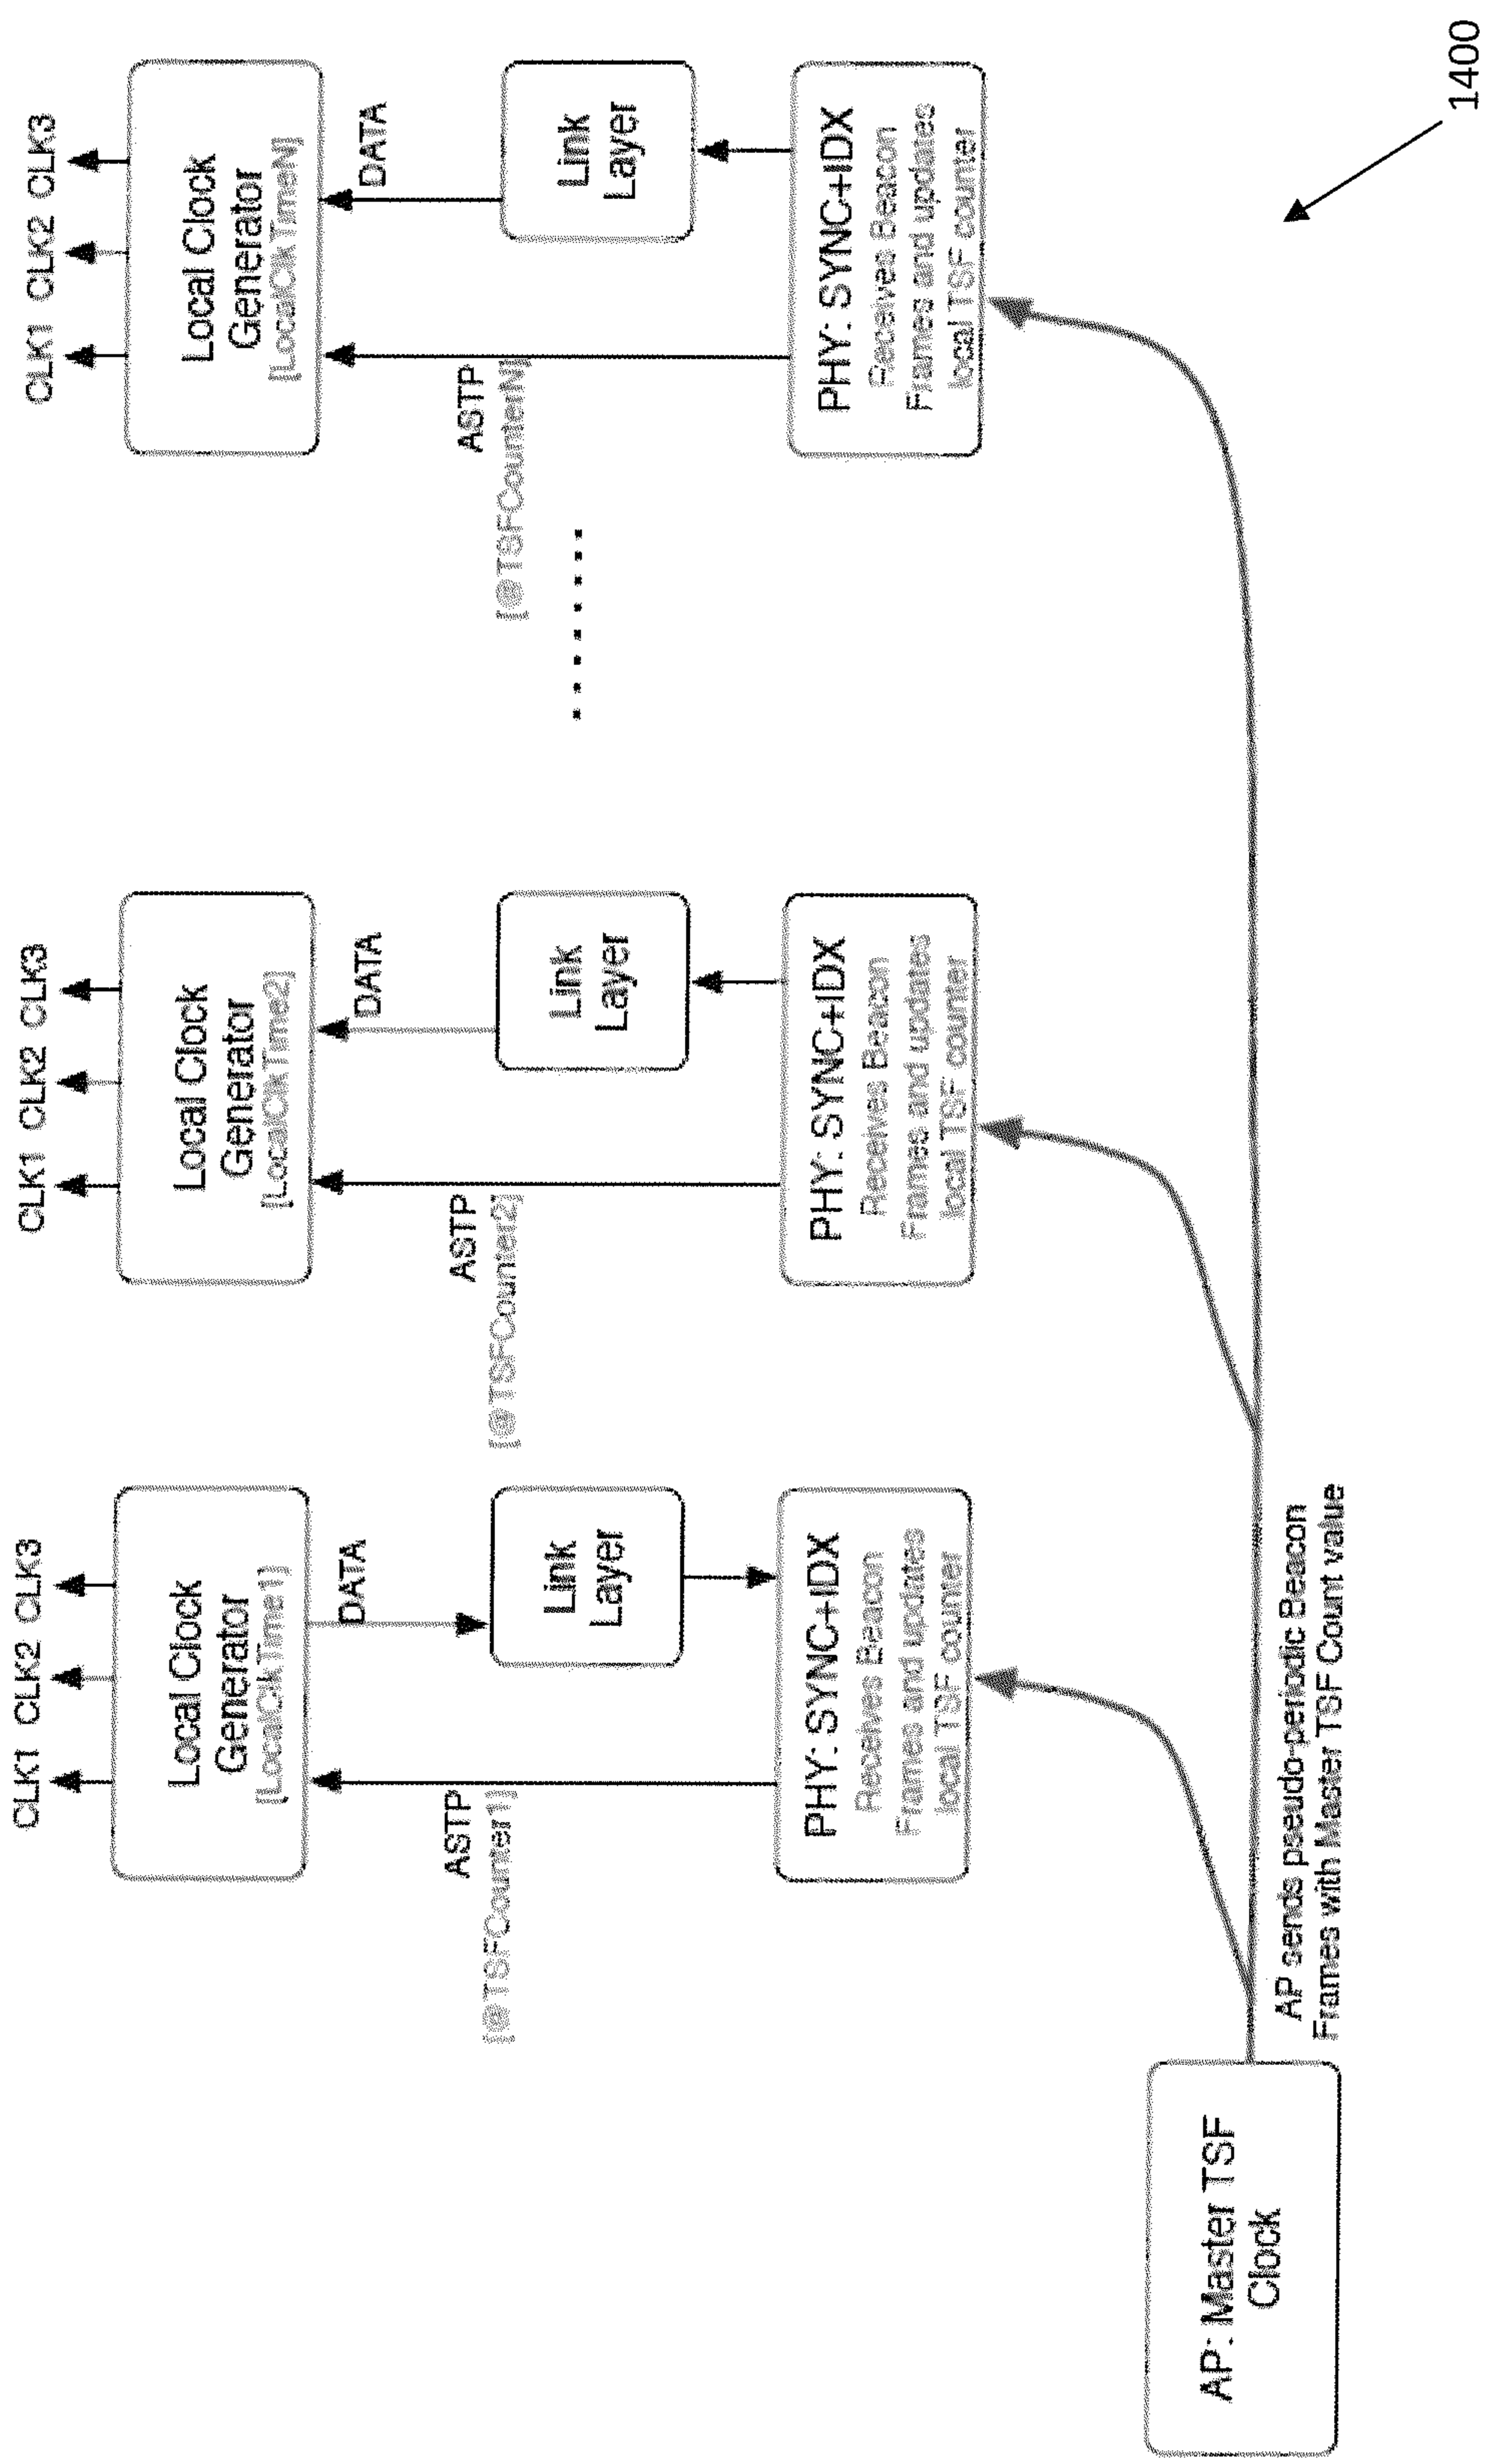 CLK1 CLK2 CLK3
Local Clock
Generator
[LocalClkTime1]
ASTP
[@TSFCounter1]
DATA
Link
Layer
PHY: SYNC+IDX
Receives Beacon
Frames and updates
local TSF counter
CLK1 CLK2 CLK3
Local Clock
Generator
[LocalClkTime2]
ASTP
[@TSFCounter2]
DATA
Link
Layer
PHY: SYNC+IDX
Receives Beacon
Frames and updates
local TSF counter
CLK1 CLK2 CLK3
Local Clock
Generator
[LocalClkTimeN]
ASTP
[@TSFCounterN]
DATA
Link
Layer
PHY: SYNC+IDX
Receives Beacon
Frames and updates
local TSF counter
AP: Master TSF
Clock
AP sends pseudo-periodic Beacon
Frames with Master TSF Count value
1400